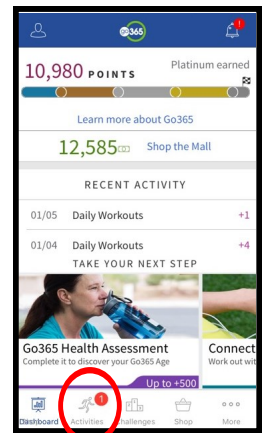 Go365
!
10,980 POINTS Platinum earned
Learn more about Go365
12,585 Shop the Mall
RECENT ACTIVITY
01/05 Daily Workouts +1
01/04 Daily Workouts +4
TAKE YOUR NEXT STEP
Go365 Health Assessment
Complete it to discover your Go365 Age
Up to +500
Connect
Work out wit
1
Dashboard Activities Challenges Shop More